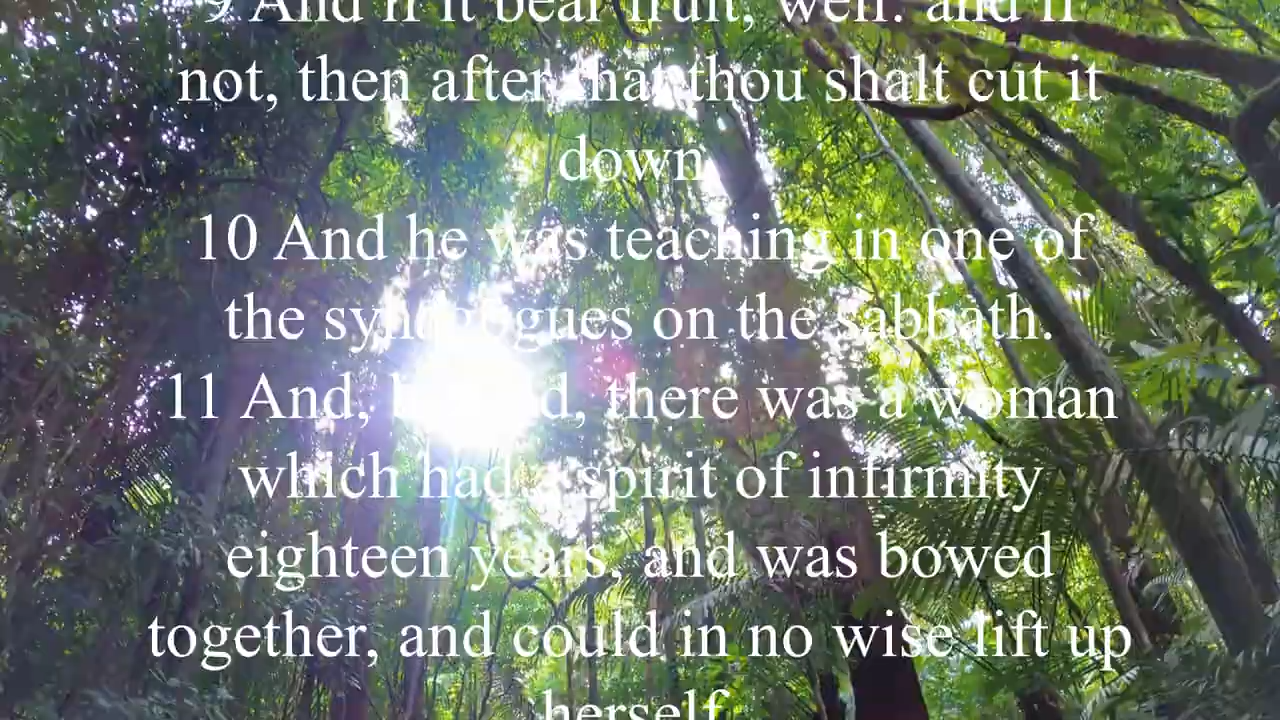 9 And if it bear fruit, well: and if
not, then after that thou shalt cut it
down
10 And he was teaching in one of
the synagogues on the sabbath.
11 And, behold, there was a woman
which had a spirit of infirmity
eighteen years, and was bowed
together, and could in no wise lift up
herself